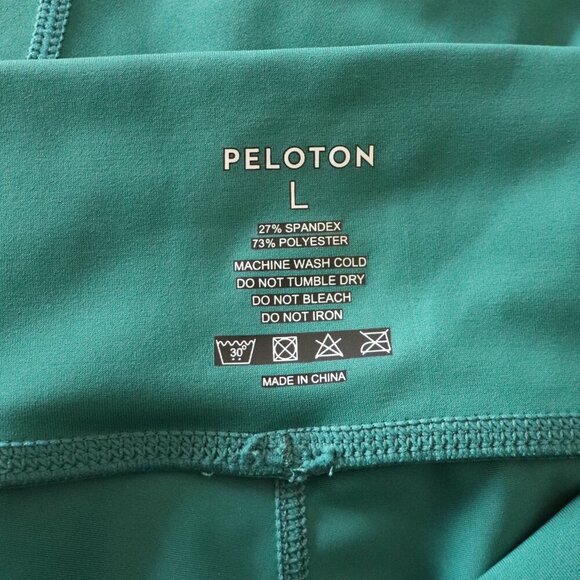 PELOTON
L
27% SPANDEX
73% POLYESTER
MACHINE WASH COLD
DO NOT TUMBLE DRY
DO NOT BLEACH
DO NOT IRON
30°
MADE IN CHINA